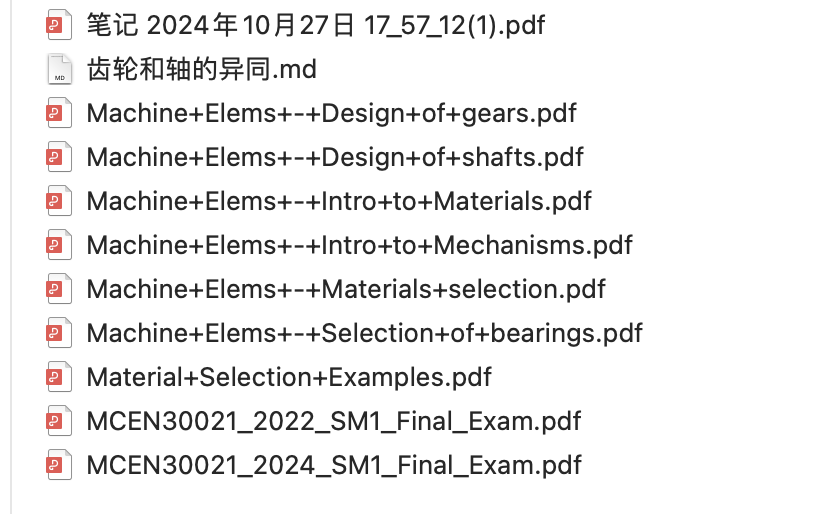 笔记 2024年10月27日 17_57_12(1).pdf
齿轮和轴的异同.md
Machine+Elems+-+Design+of+gears.pdf
Machine+Elems+-+Design+of+shafts.pdf
Machine+Elems+-+Intro+to+Materials.pdf
Machine+Elems+-+Intro+to+Mechanisms.pdf
Machine+Elems+-+Materials+selection.pdf
Machine+Elems+-+Selection+of+bearings.pdf
Material+Selection+Examples.pdf
MCEN30021_2022_SM1_Final_Exam.pdf
MCEN30021_2024_SM1_Final_Exam.pdf